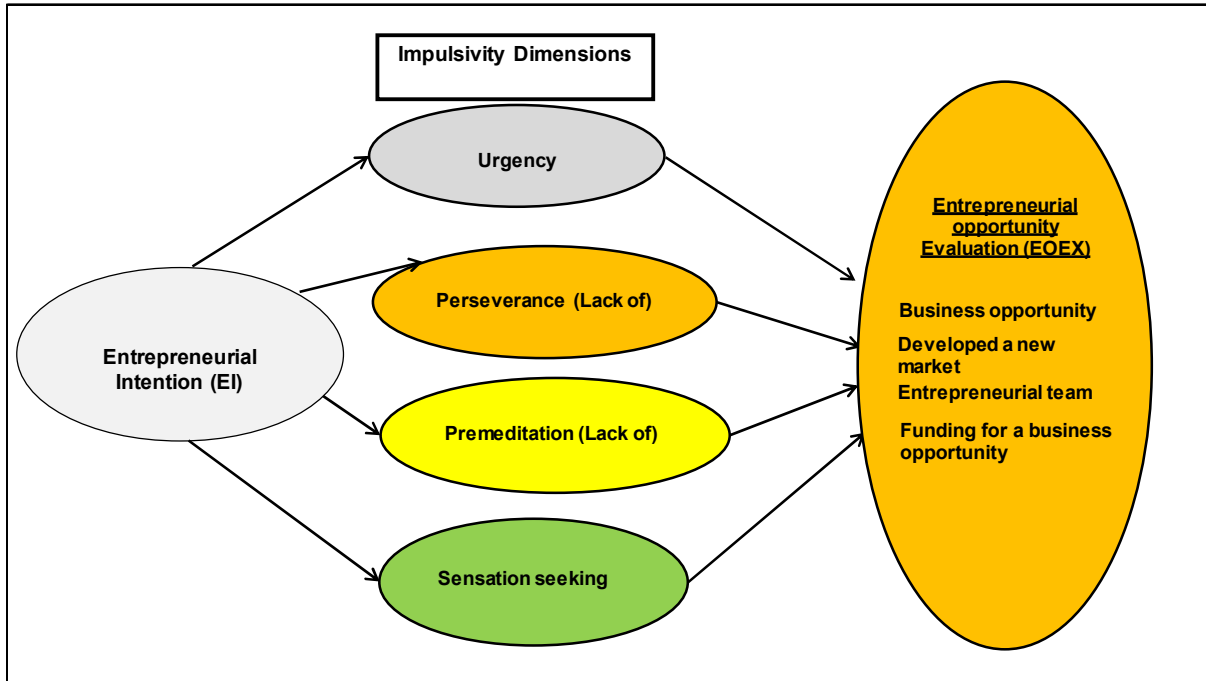 Impulsivity Dimensions
Urgency
Perseverance (Lack of)
Premeditation (Lack of)
Sensation seeking
Entrepreneurial
Intention (EI)
Entrepreneurial
opportunity
Evaluation (EOEX)
Business opportunity
Developed a new
market
Entrepreneurial team
Funding for a business
opportunity